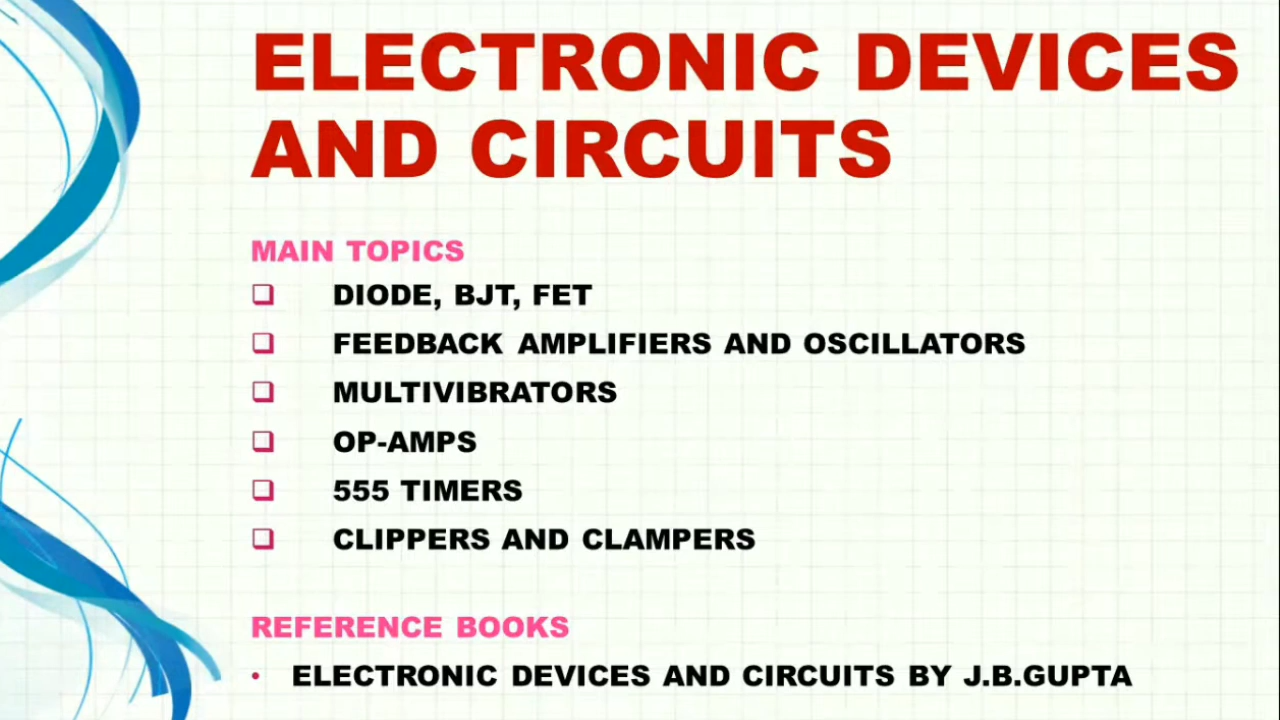 ELECTRONIC DEVICES
AND CIRCUITS
MAIN TOPICS
DIODE, BJT, FET
FEEDBACK AMPLIFIERS AND OSCILLATORS
MULTIVIBRATORS
OP-AMPS
555 TIMERS
CLIPPERS AND CLAMPERS
REFERENCE BOOKS
• ELECTRONIC DEVICES AND CIRCUITS BY J.B.GUPTA